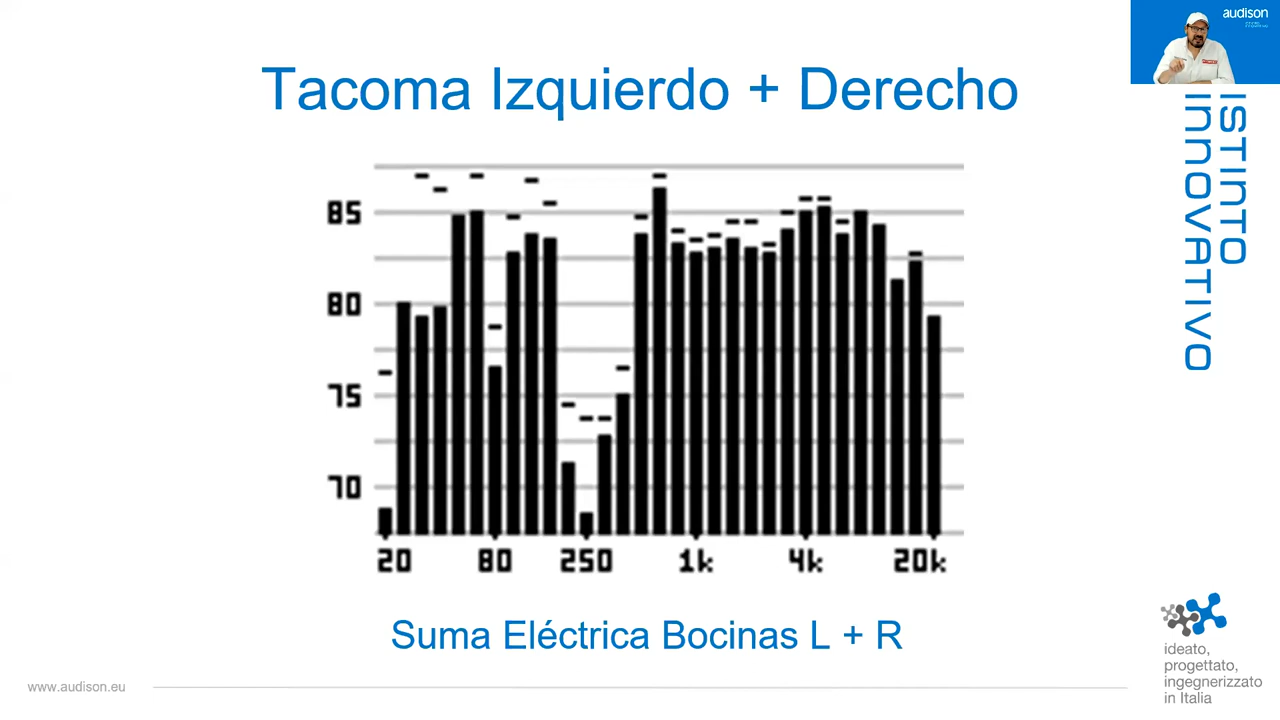 audison
Tacoma Izquierdo + Derecho
ISTINTO
INNOVATIVO
85
80
75
70
20 80 250 1k 4k 20k
Suma Eléctrica Bocinas L + R
ideato,
progettato,
ingegnerizzato
in Italia
www.audison.eu